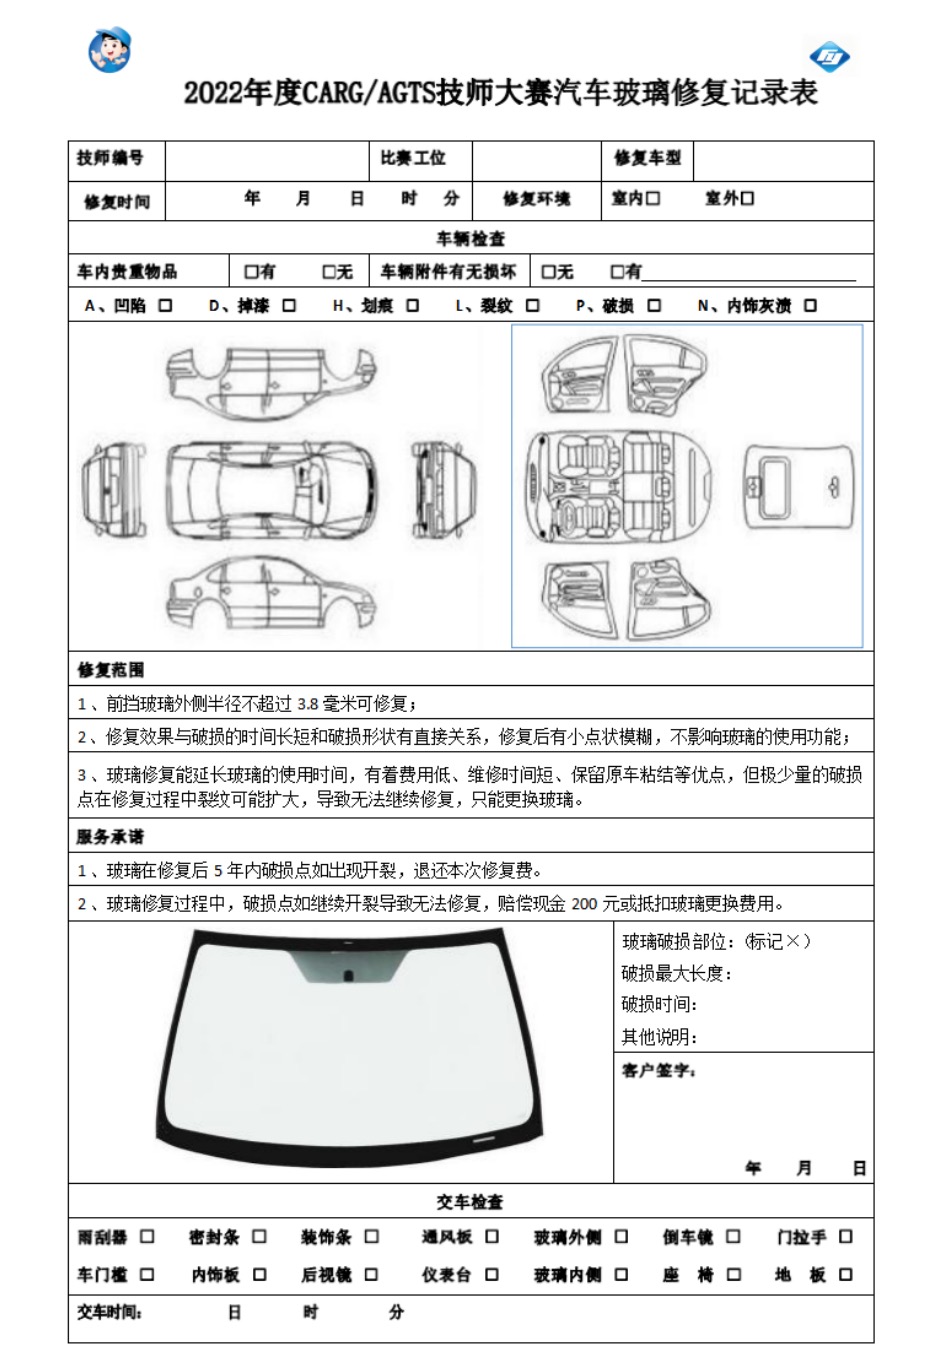 2022年度CARG/AGTS技师大赛汽车玻璃修复记录表
技师编号 比赛工位 修复车型
修复时间 年 月 日 时 分 修复环境 室内□ 室外□
车辆检查
车内贵重物品 □有 □无 车辆附件有无损坏 □无 □有
A、凹陷 □ D、掉漆 □ H、划痕 □ L、裂纹 □ P、破损 □ N、内饰灰渍 □
修复范围
1、前挡玻璃外侧半径不超过 3.8 毫米可修复；
2、修复效果与破损的时间长短和破损形状有直接关系，修复后有小点状模糊，不影响玻璃的使用功能；
3、玻璃修复能延长玻璃的使用时间，有着费用低、维修时间短、保留原车粘结等优点，但极少量的破损
点在修复过程中裂纹可能扩大，导致无法继续修复，只能更换玻璃。
服务承诺
1、玻璃在修复后 5 年内破损点如出现开裂，退还本次修复费。
2、玻璃修复过程中，破损点如继续开裂导致无法修复，赔偿现金 200 元或抵扣玻璃更换费用。
玻璃破损部位：（标记×）
破损最大长度：
破损时间：
其他说明：
客户签字：
年 月 日
交车检查
雨刮器 □ 密封条 □ 装饰条 □ 通风板 □ 玻璃外侧 □ 倒车镜 □ 门拉手 □
车门槛 □ 内饰板 □ 后视镜 □ 仪表台 □ 玻璃内侧 □ 座 椅 □ 地 板 □
交车时间： 日 时 分